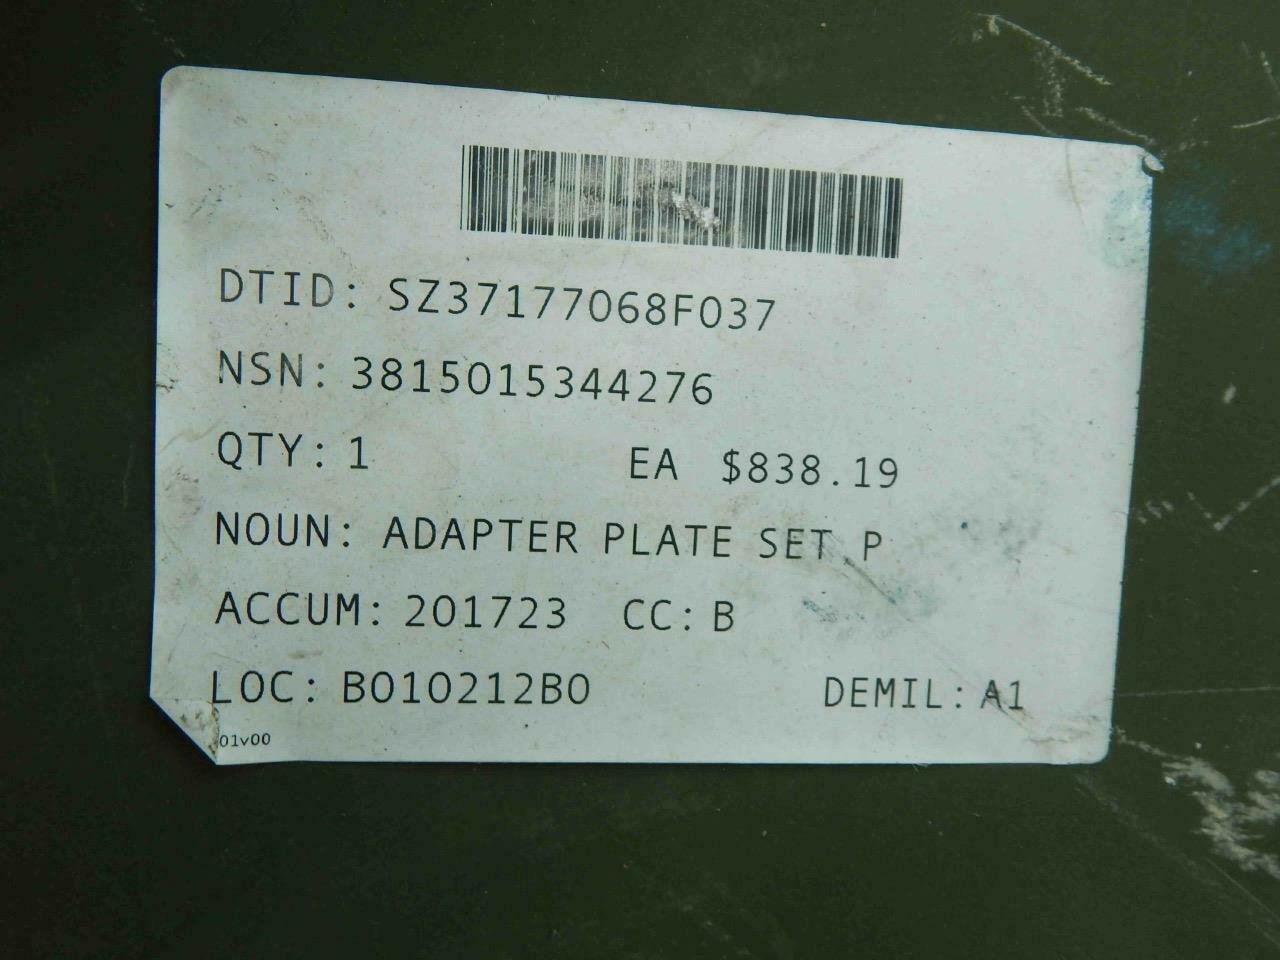 DTID: SZ37177068F037
NSN: 3815015344276
QTY: 1 EA $838.19
NOUN: ADAPTER PLATE SET P
ACCUM: 201723 CC: B
LOC: B010212B0 DEMIL: A1
01v00